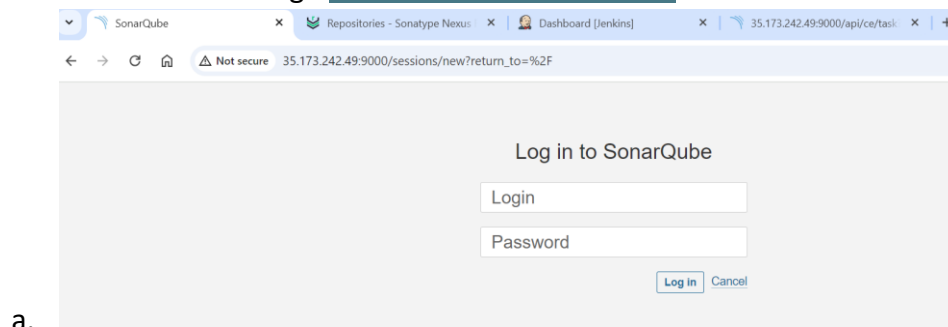 SonarQube
Repositories - Sonatype Nexus
Dashboard [Jenkins]
35.173.242.49:9000/api/ce/task
Not secure
35.173.242.49:9000/sessions/new?return_to=%2F
Log in to SonarQube
Login
Password
Log in
Cancel
a.